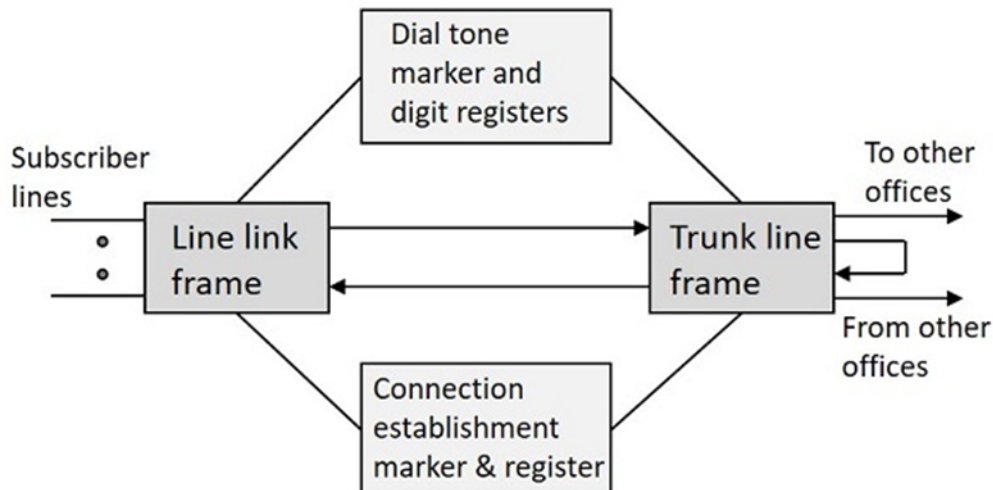 Dial tone
marker and
digit registers
Subscriber
lines
To other
offices
Line link
frame
Trunk line
frame
From other
offices
Connection
establishment
marker & register